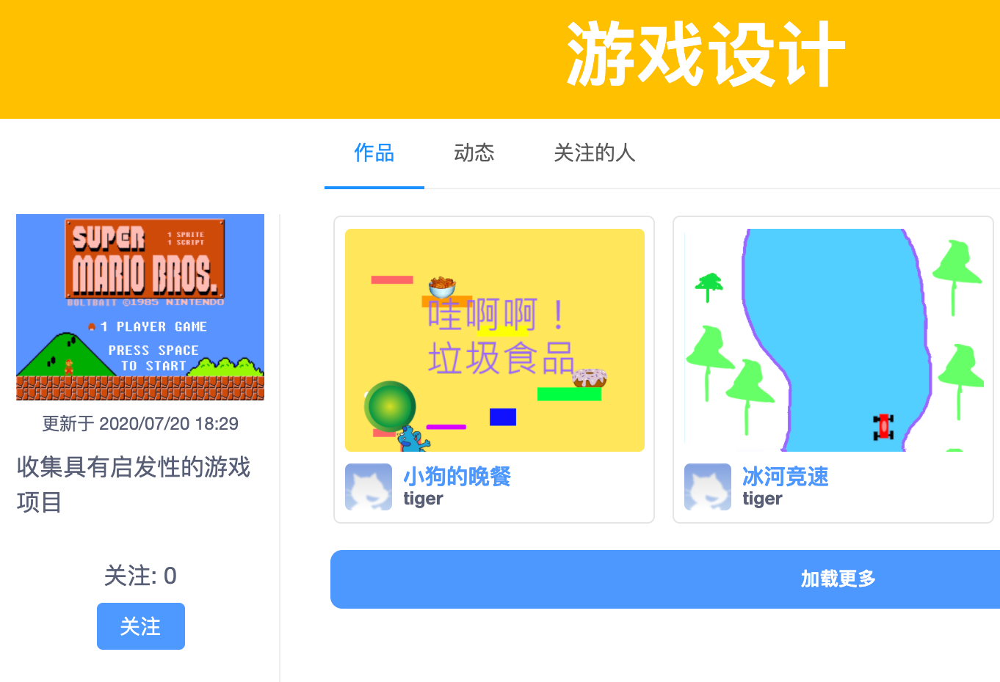 游戏设计
作品
动态
关注的人
SUPER
1 SPRITE
1 SCRIPT
MARIO BROS.
BOLTBAIT ©1985 NINTENDO
1 PLAYER GAME
PRESS SPACE
TO START
更新于 2020/07/20 18:29
收集具有启发性的游戏
项目
关注: 0
关注
哇啊啊！
垃圾食品
小狗的晚餐
tiger
冰河竞速
tiger
加载更多